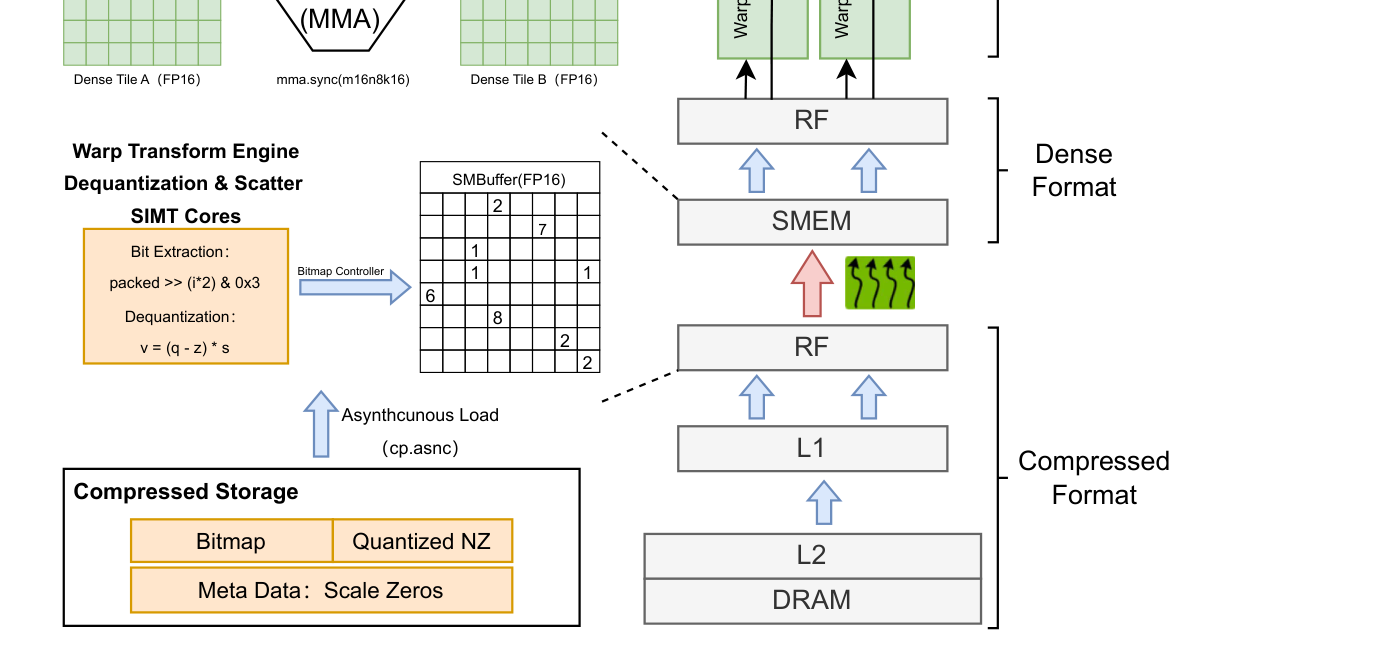 (MMA)
Dense Tile A (FP16)
mma.sync(m16n8k16)
Dense Tile B (FP16)
Warp
Warp
RF
Dense
Format
SMEM
RF
L1
Compressed
Format
L2
DRAM
Warp Transform Engine
Dequantization & Scatter
SIMT Cores
Bit Extraction:
packed >> (i*2) & 0x3
Dequantization:
v = (q - z) * s
Bitmap Controller
SMBuffer(FP16)
2
7
1
1 1
6
8
2
2
Asynthcunous Load
(cp.asnc)
Compressed Storage
Bitmap Quantized NZ
Meta Data: Scale Zeros